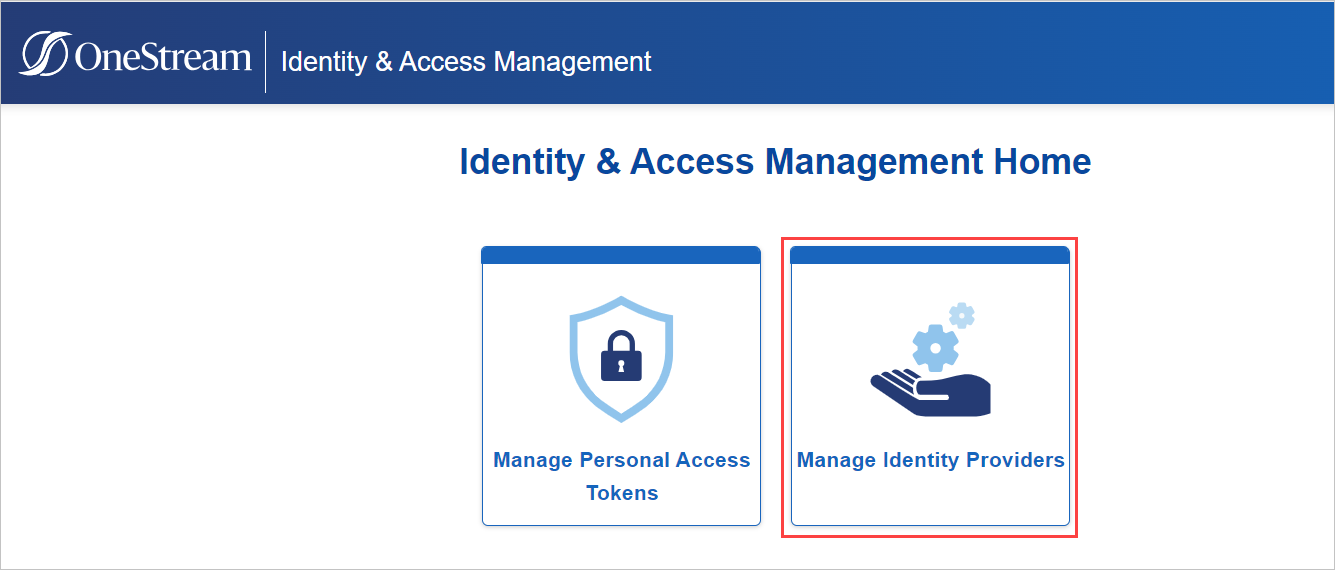 OneStream
Identity & Access Management
Identity & Access Management Home
Manage Personal Access
Tokens
Manage Identity Providers